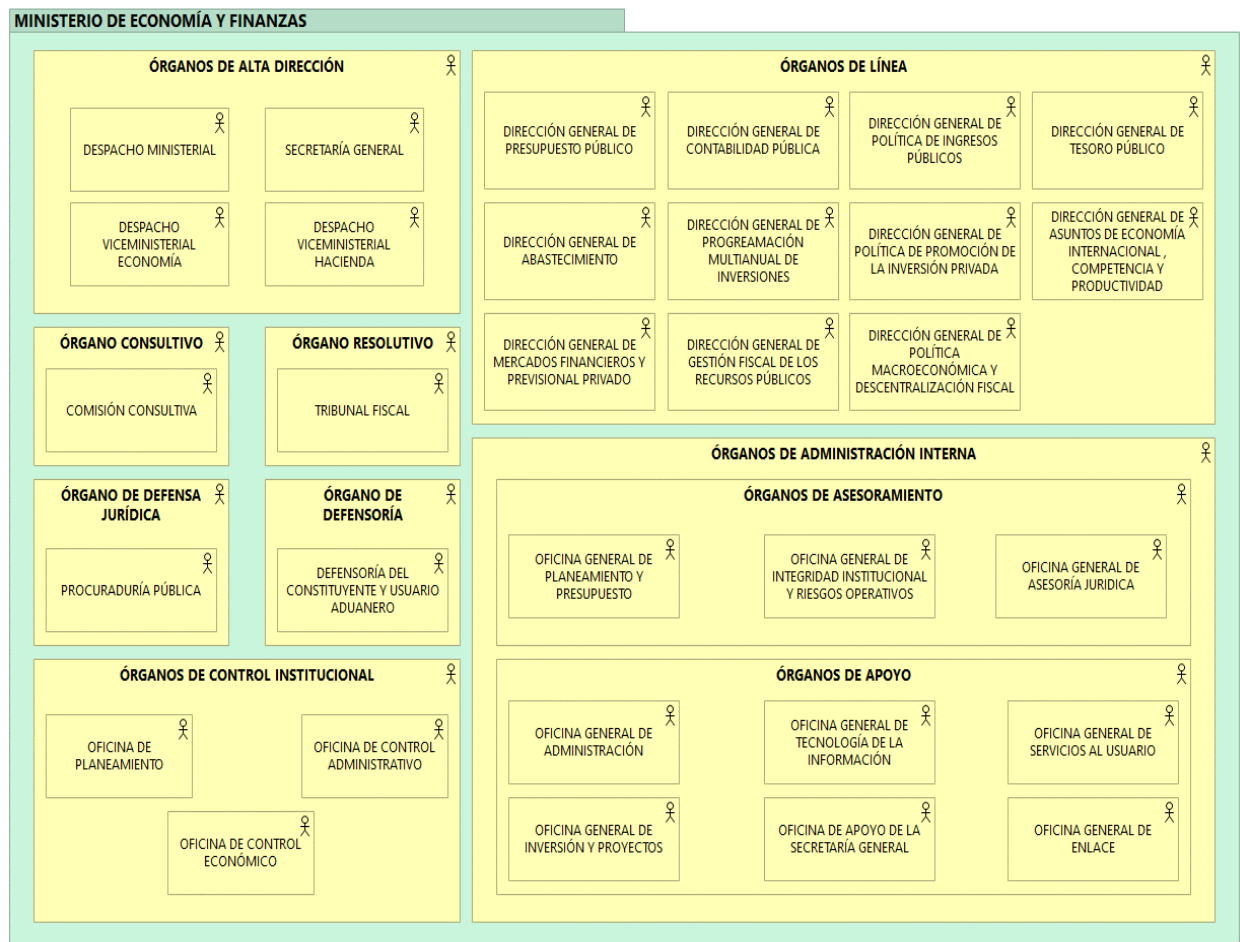 MINISTERIO DE ECONOMÍA Y FINANZAS
ÓRGANOS DE ALTA DIRECCIÓN
DESPACHO MINISTERIAL
SECRETARÍA GENERAL
DESPACHO
VICEMINISTERIAL
ECONOMÍA
DESPACHO
VICEMINISTERIAL
HACIENDA
ÓRGANO CONSULTIVO
COMISIÓN CONSULTIVA
ÓRGANO RESOLUTIVO
TRIBUNAL FISCAL
ÓRGANO DE DEFENSA
JURÍDICA
PROCURADURÍA PÚBLICA
ÓRGANO DE
DEFENSORÍA
DEFENSORÍA DEL
CONSTITUYENTE Y USUARIO
ADUANERO
ÓRGANOS DE CONTROL INSTITUCIONAL
OFICINA DE
PLANEAMIENTO
OFICINA DE CONTROL
ADMINISTRATIVO
OFICINA DE CONTROL
ECONÓMICO
ÓRGANOS DE LÍNEA
DIRECCIÓN GENERAL DE
PRESUPUESTO PÚBLICO
DIRECCIÓN GENERAL DE
CONTABILIDAD PÚBLICA
DIRECCIÓN GENERAL DE
POLÍTICA DE INGRESOS
PÚBLICOS
DIRECCIÓN GENERAL DE
TESORO PÚBLICO
DIRECCIÓN GENERAL DE
ABASTECIMIENTO
DIRECCIÓN GENERAL DE
PROGREAMACIÓN
MULTIANUAL DE
INVERSIONES
DIRECCIÓN GENERAL DE
POLÍTICA DE PROMOCIÓN DE
LA INVERSIÓN PRIVADA
DIRECCIÓN GENERAL DE
ASUNTOS DE ECONOMÍA
INTERNACIONAL ,
COMPETENCIA Y
PRODUCTIVIDAD
DIRECCIÓN GENERAL DE
MERCADOS FINANCIEROS Y
PREVISIONAL PRIVADO
DIRECCIÓN GENERAL DE
GESTIÓN FISCAL DE LOS
RECURSOS PÚBLICOS
DIRECCIÓN GENERAL DE
POLÍTICA
MACROECONÓMICA Y
DESCENTRALIZACIÓN FISCAL
ÓRGANOS DE ADMINISTRACIÓN INTERNA
ÓRGANOS DE ASESORAMIENTO
OFICINA GENERAL DE
PLANEAMIENTO Y
PRESUPUESTO
OFICINA GENERAL DE
INTEGRIDAD INSTITUCIONAL
Y RIESGOS OPERATIVOS
OFICINA GENERAL DE
ASESORÍA JURIDICA
ÓRGANOS DE APOYO
OFICINA GENERAL DE
ADMINISTRACIÓN
OFICINA GENERAL DE
TECNOLOGÍA DE LA
INFORMACIÓN
OFICINA GENERAL DE
SERVICIOS AL USUARIO
OFICINA GENERAL DE
INVERSIÓN Y PROYECTOS
OFICINA DE APOYO DE LA
SECRETARÍA GENERAL
OFICINA GENERAL DE
ENLACE